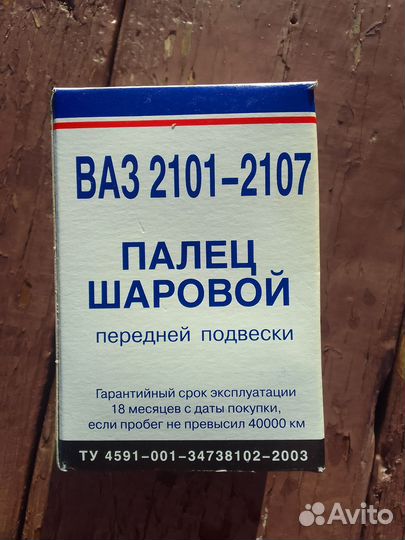 ВАЗ 2101-2107
ПАЛЕЦ
ШАРОВОЙ
передней подвески
Гарантийный срок эксплуатации
18 месяцев с даты покупки,
если пробег не превысил 40000 км
ТУ 4591-001-34738102-2003
Avito